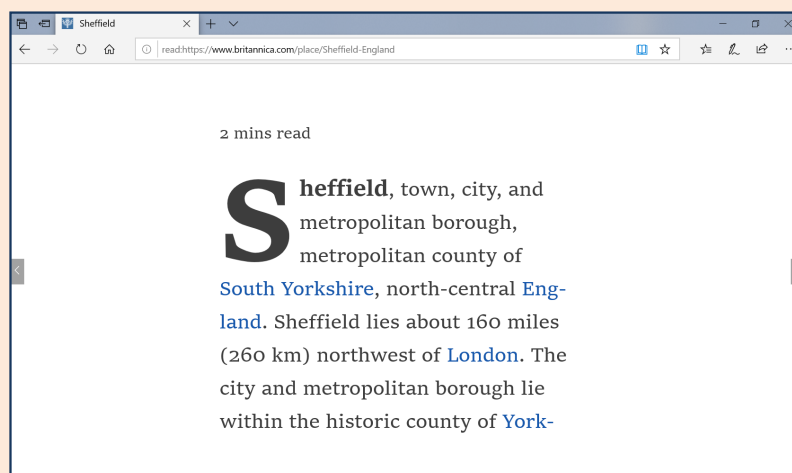 Sheffield
read:https://www.britannica.com/place/Sheffield-England
2 mins read
Sheffield, town, city, and
metropolitan borough,
metropolitan county of
South Yorkshire, north-central Eng-
land. Sheffield lies about 160 miles
(260 km) northwest of London. The
city and metropolitan borough lie
within the historic county of York-